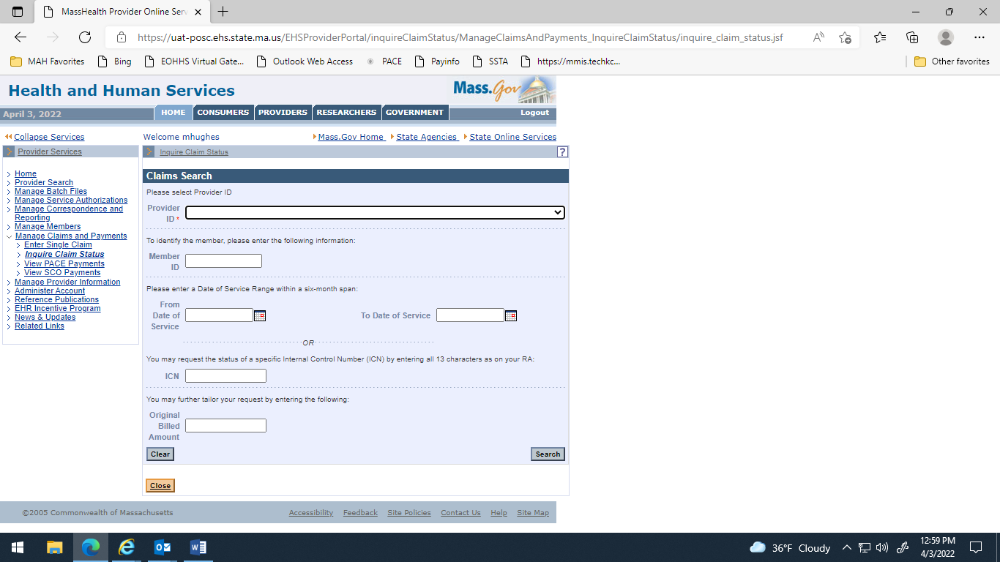 MassHealth Provider Online Serv
https://uat-posc.ehs.state.ma.us/EHSProviderPortal/inquireClaimStatus/ManageClaimsAndPayments_InquireClaimStatus/inquire_claim_status.jsf
MAH Favorites Bing EOHHS Virtual Gate... Outlook Web Access PACE Payinfo SSTA https://mmis.techkc... Other favorites
Health and Human Services Mass.Gov
April 3, 2022 HOME CONSUMERS PROVIDERS RESEARCHERS GOVERNMENT Logout
Collapse Services Welcome mhughes Mass.Gov Home State Agencies State Online Services
Provider Services
Home
Provider Search
Manage Batch Files
Manage Service Authorizations
Manage Correspondence and
Reporting
Manage Members
Manage Claims and Payments
Enter Single Claim
Inquire Claim Status
View PACE Payments
View SCO Payments
Manage Provider Information
Administer Account
Reference Publications
EHR Incentive Program
News & Updates
Related Links
Inquire Claim Status ?
Claims Search
Please select Provider ID
Provider
ID *
To identify the member, please enter the following information:
Member
ID
Please enter a Date of Service Range within a six-month span:
From
Date of
Service
To Date of Service
OR
You may request the status of a specific Internal Control Number (ICN) by entering all 13 characters as on your RA:
ICN
You may further tailor your request by entering the following:
Original
Billed
Amount
Clear Search
Close
©2005 Commonwealth of Massachusetts Accessibility Feedback Site Policies Contact Us Help Site Map
36°F Cloudy
12:59 PM
4/3/2022